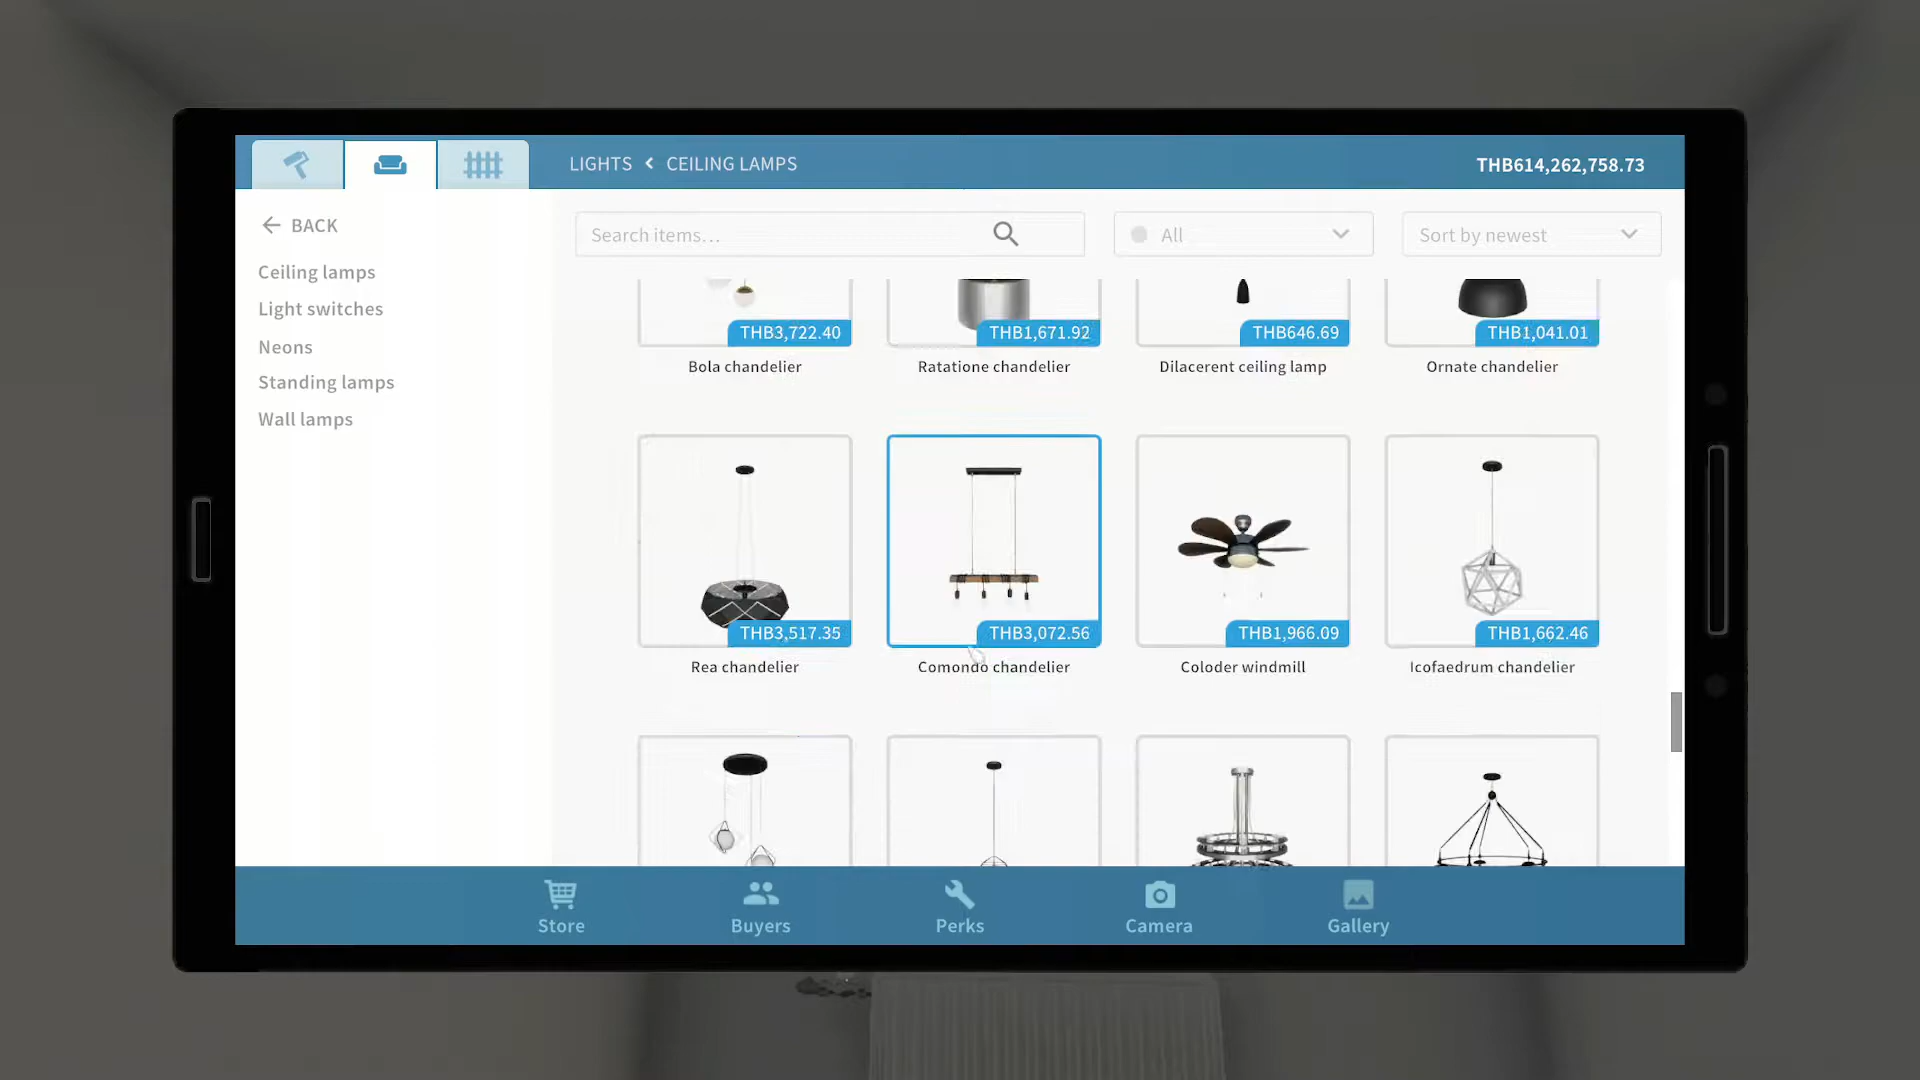 LIGHTS < CEILING LAMPS
THB614,262,758.73
BACK
Ceiling lamps
Light switches
Neons
Standing lamps
Wall lamps
Search items...
All
Sort by newest
THB3,722.40
THB1,671.92
THB646.69
THB1,041.01
Bola chandelier
Ratatione chandelier
Dilacerent ceiling lamp
Ornate chandelier
THB3,517.35
THB3,072.56
THB1,966.09
THB1,662.46
Rea chandelier
Comondo chandelier
Coloder windmill
Icofaedrum chandelier
Store
Buyers
Perks
Camera
Gallery